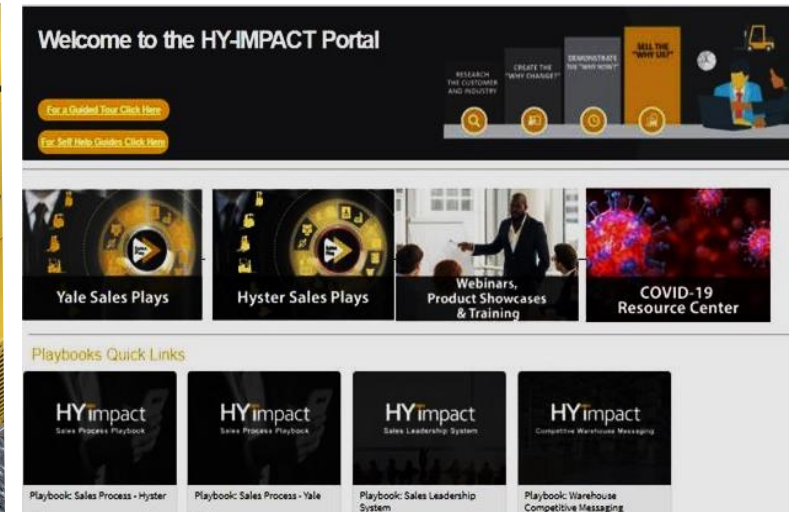 Welcome to the HY-IMPACT Portal
For a Guided Tour Click Here
For Self Help Guides Click Here
RESEARCH
THE CUSTOMER
AND INDUSTRY
CREATE THE
"WHY CHANGE?"
DEMONSTRATE
THE "WHY NOW?"
SELL THE
"WHY US?"
Yale Sales Plays
Hyster Sales Plays
Webinars,
Product Showcases
& Training
COVID-19
Resource Center
Playbooks Quick Links
HYimpact
Sales Process Playbook
HYimpact
Sales Process Playbook
HYimpact
Sales Leadership System
HYimpact
Competitive Warehouse Messaging
Playbook: Sales Process - Hyster
Playbook: Sales Process - Yale
Playbook: Sales Leadership
System
Playbook: Warehouse
Competitive Messaging